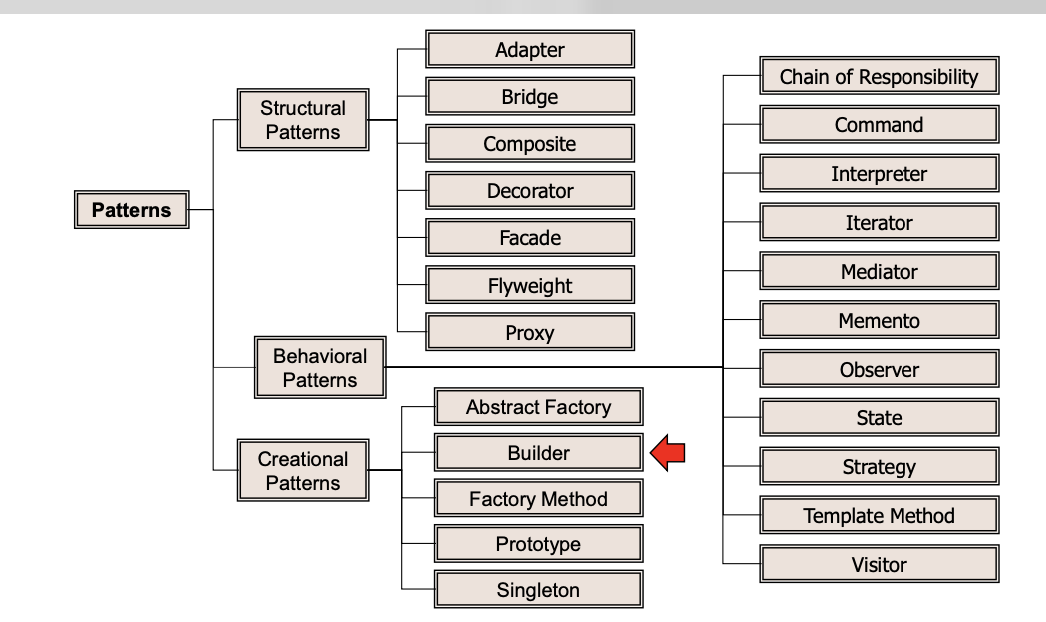 Patterns
Structural
Patterns
Adapter
Bridge
Composite
Decorator
Facade
Flyweight
Proxy
Behavioral
Patterns
Chain of Responsibility
Command
Interpreter
Iterator
Mediator
Memento
Observer
State
Strategy
Template Method
Visitor
Creational
Patterns
Abstract Factory
Builder
Factory Method
Prototype
Singleton